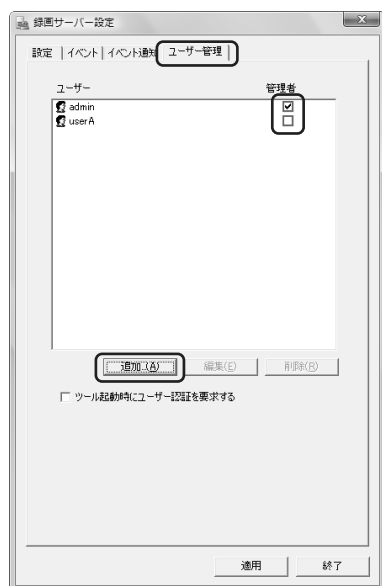 録画サーバー設定
設定 イベント イベント通知 ユーザー管理
ユーザー 管理者
admin
userA
追加...(A) 編集(E) 削除(R)
ツール起動時にユーザー認証を要求する
適用 終了